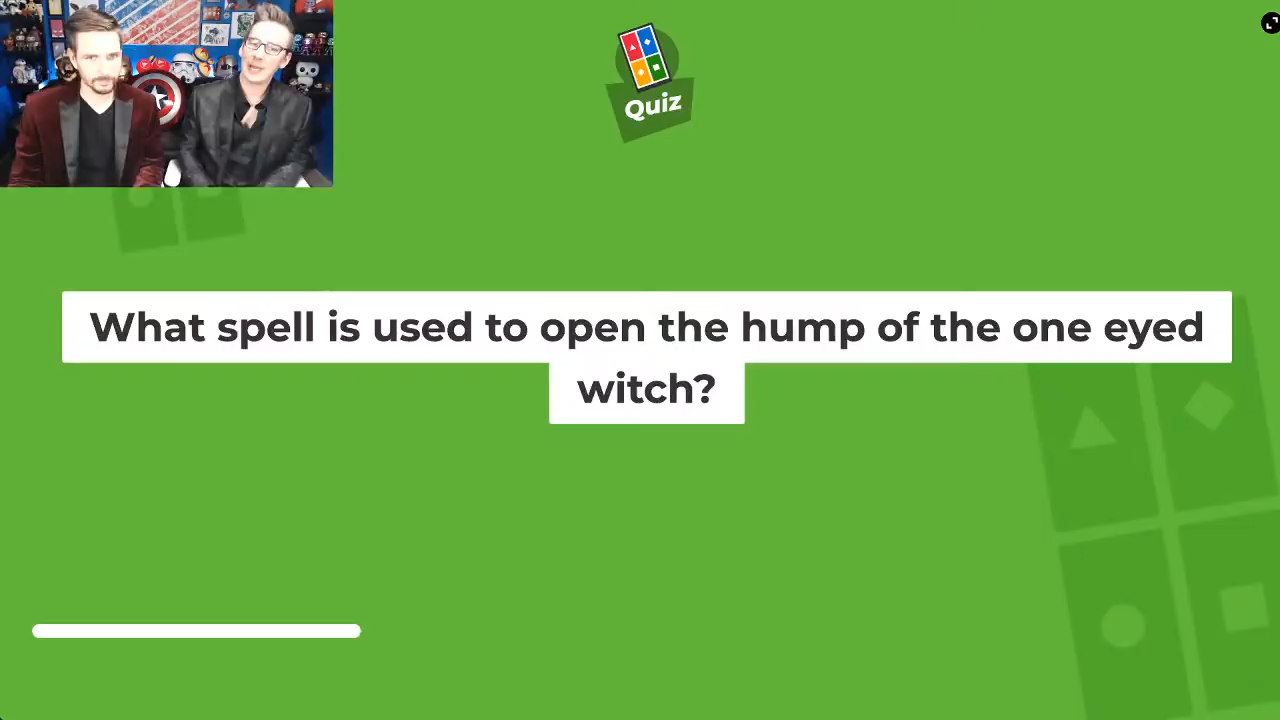 Quiz
What spell is used to open the hump of the one eyed
witch?